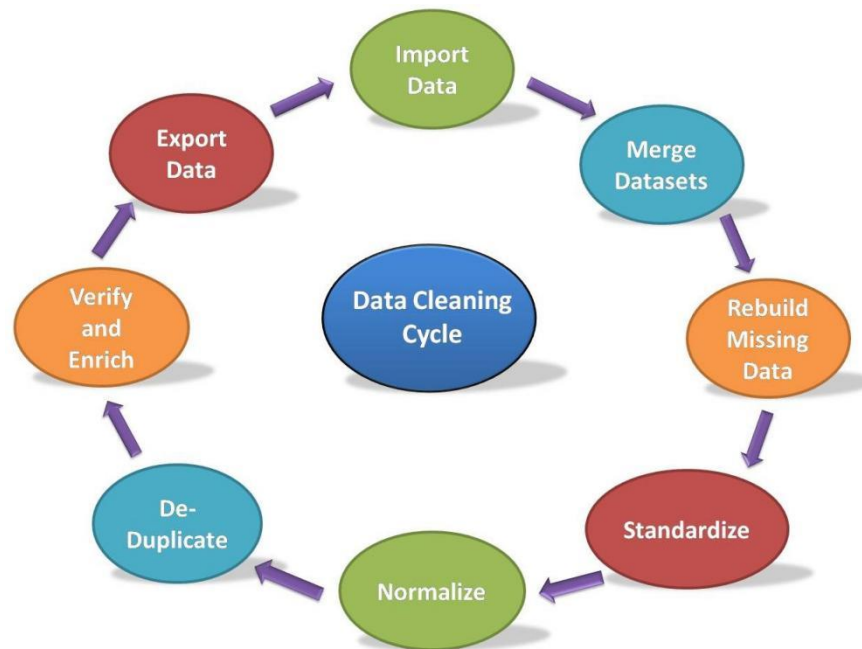 Import
Data
Merge
Datasets
Rebuild
Missing
Data
Standardize
Normalize
De-
Duplicate
Verify
and
Enrich
Export
Data
Data Cleaning
Cycle